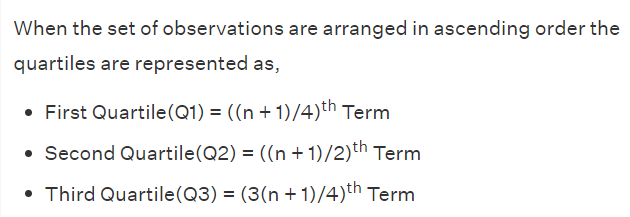 When the set of observations are arranged in ascending order the
quartiles are represented as,
• First Quartile(Q1) = ((n + 1)/4)th Term
• Second Quartile(Q2) = ((n + 1)/2)th Term
• Third Quartile(Q3) = (3(n + 1)/4)th Term